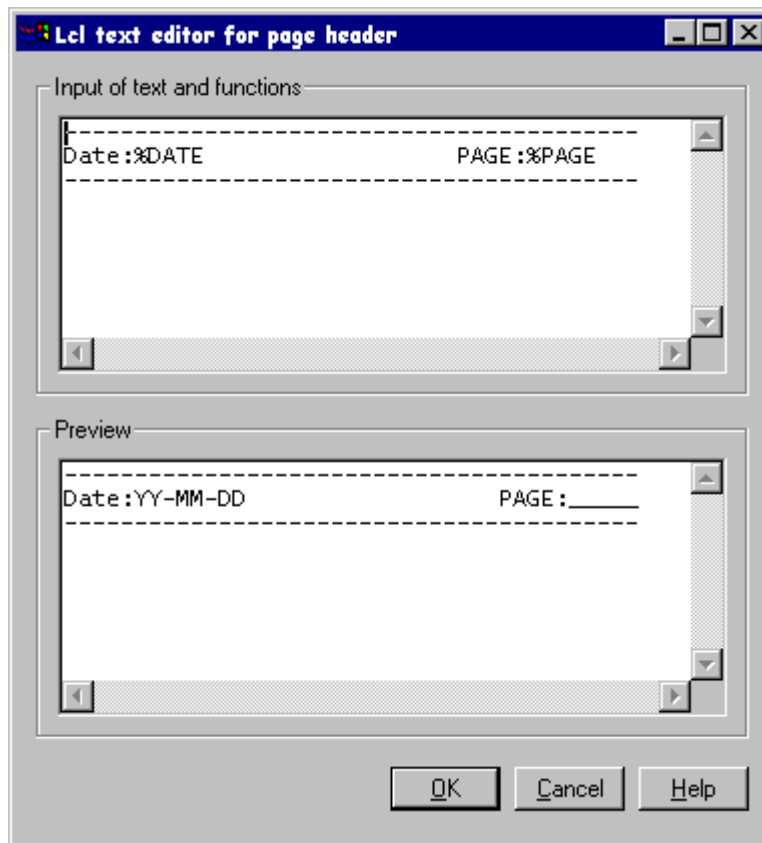 Lcl text editor for page header
Input of text and functions
-----------------------------------------
Date:%DATE                  PAGE:%PAGE
-----------------------------------------
Preview
-----------------------------------------
Date:YY-MM-DD                  PAGE:_____
-----------------------------------------
OK Cancel Help